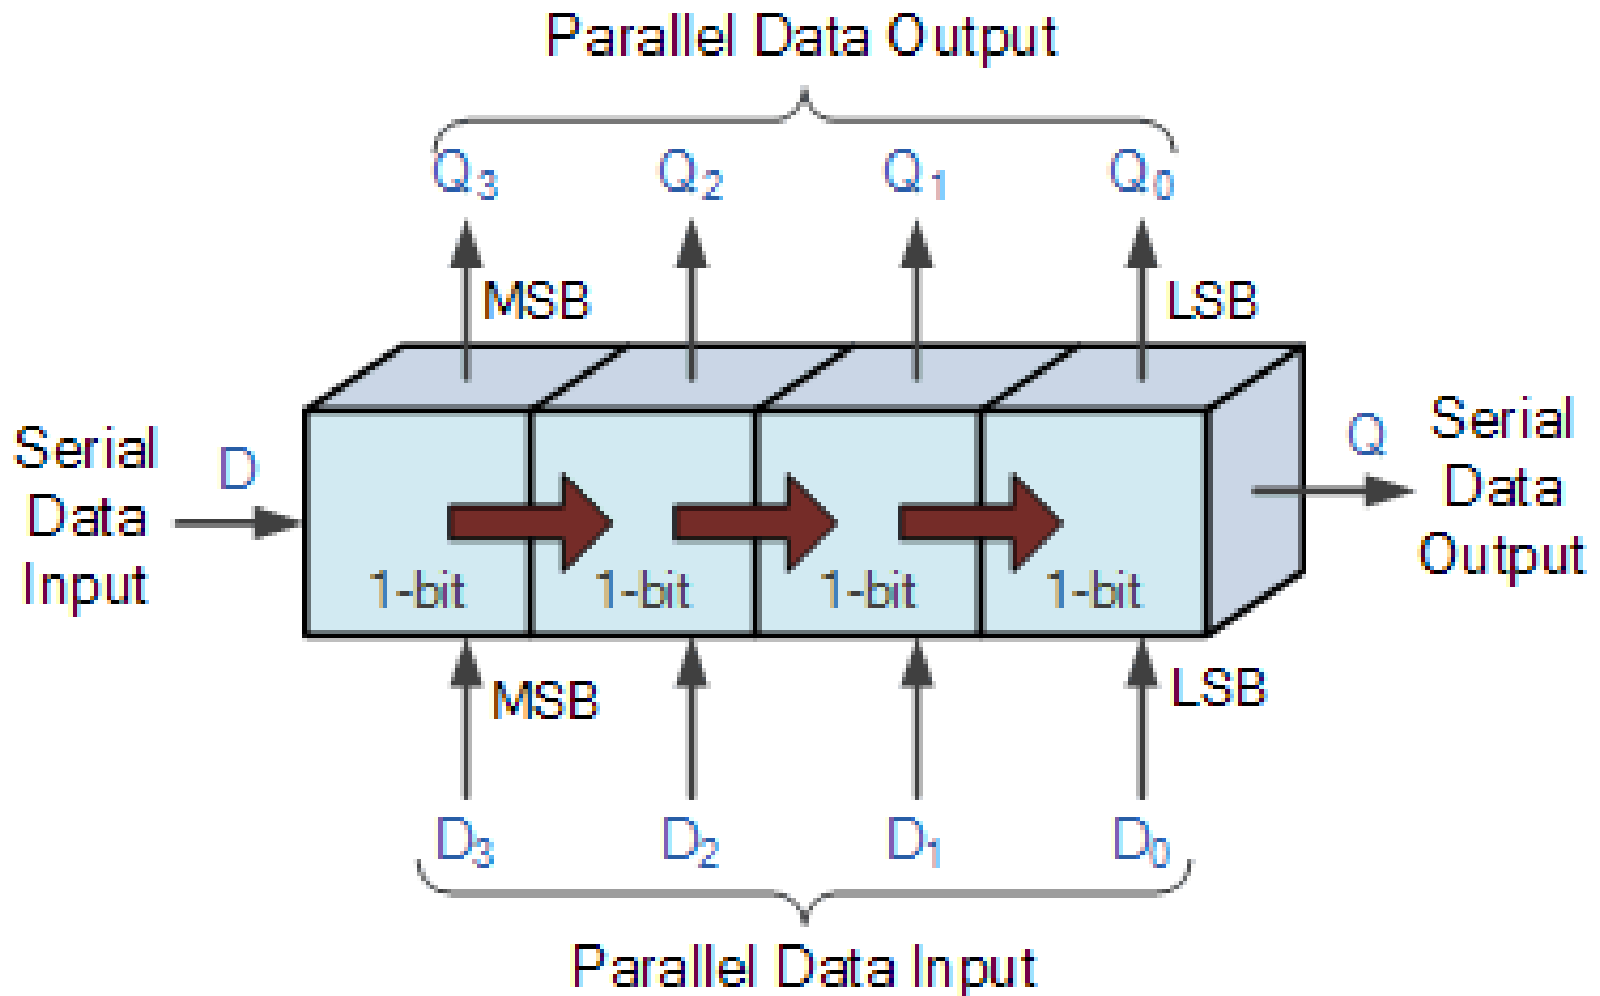 Parallel Data Output
Q3 Q2 Q1 Q0
MSB LSB
Serial
Data
Input
D
Q
Serial
Data
Output
1-bit 1-bit 1-bit 1-bit
MSB LSB
D3 D2 D1 D0
Parallel Data Input